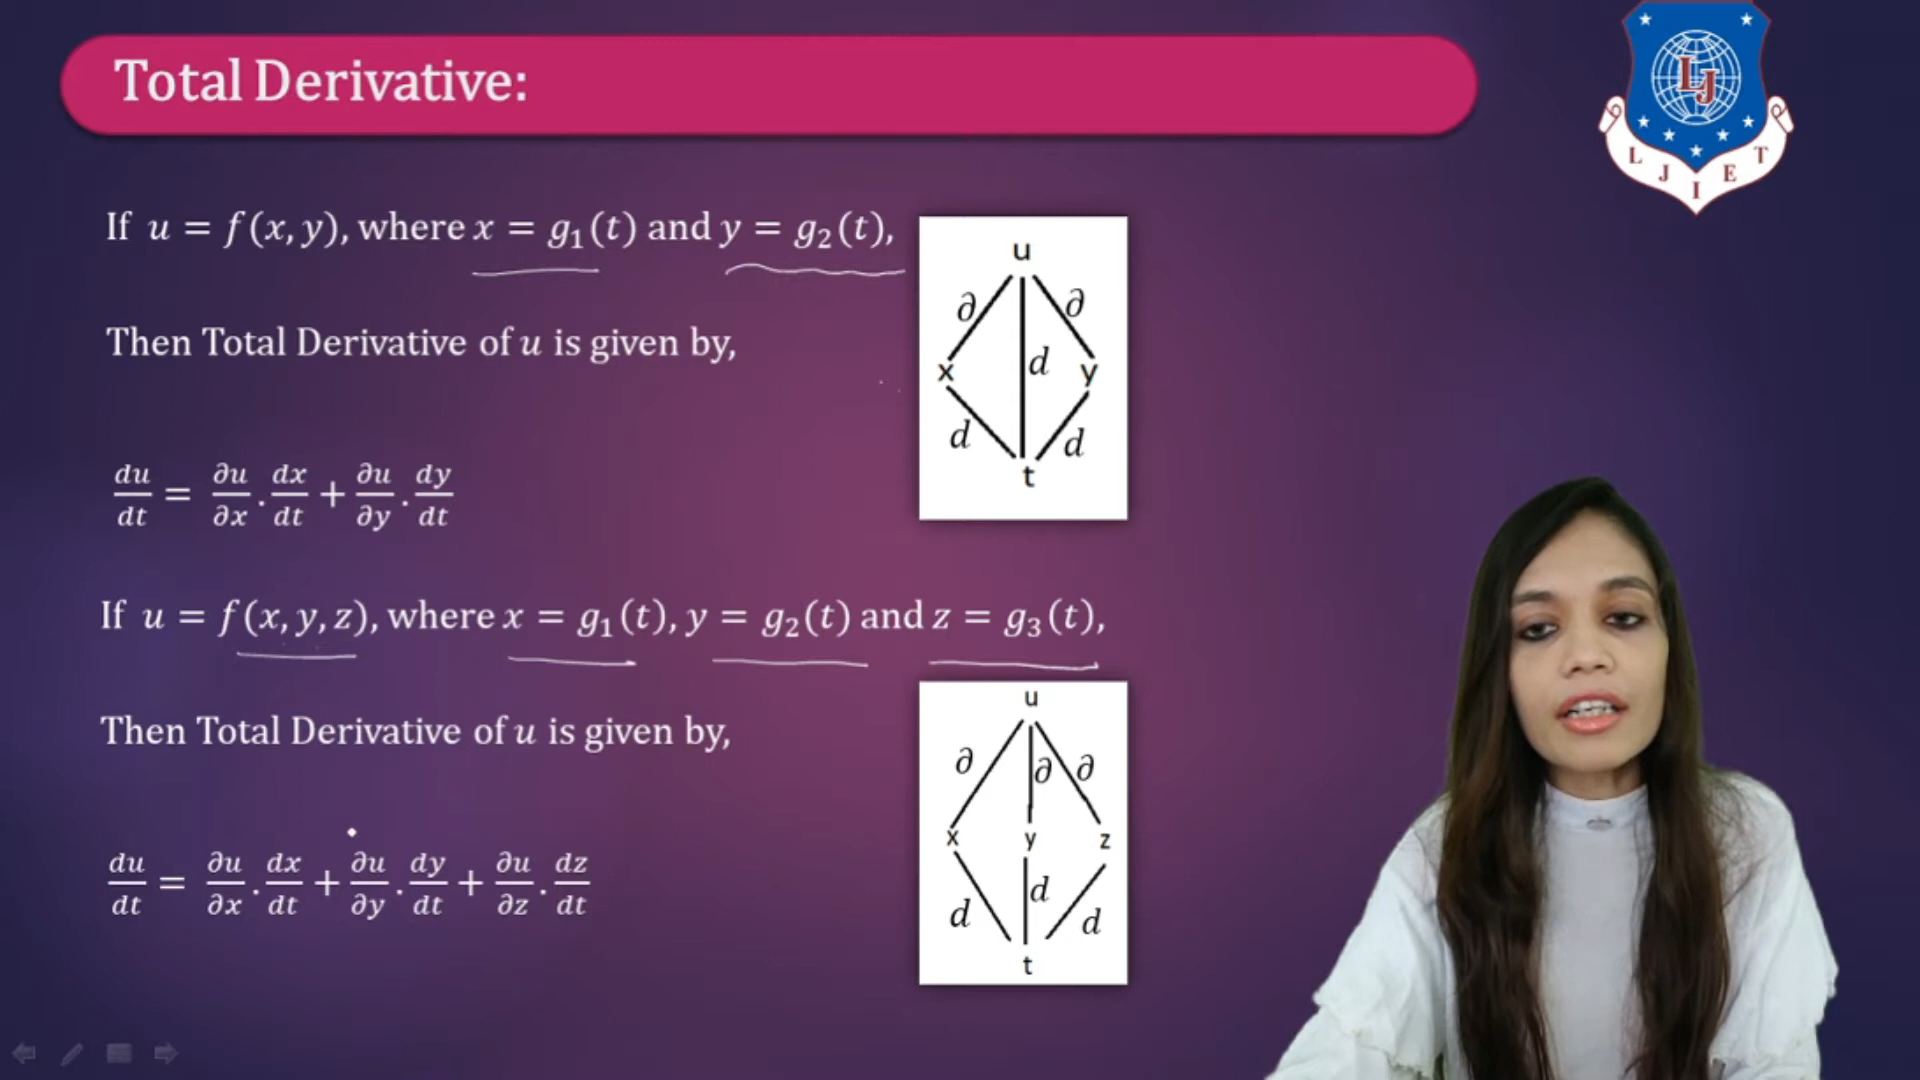 Total Derivative:
L J I E T
LJ
If u = f(x, y), where x = g₁(t) and y = g₂(t),
Then Total Derivative of u is given by,
du/dt = ∂u/∂x . dx/dt + ∂u/∂y . dy/dt
u
∂ ∂
x d y
d d
t
If u = f(x, y, z), where x = g₁(t), y = g₂(t) and z = g₃(t),
Then Total Derivative of u is given by,
du/dt = ∂u/∂x . dx/dt + ∂u/∂y . dy/dt + ∂u/∂z . dz/dt
u
∂ ∂ ∂
x y z
d d d
t